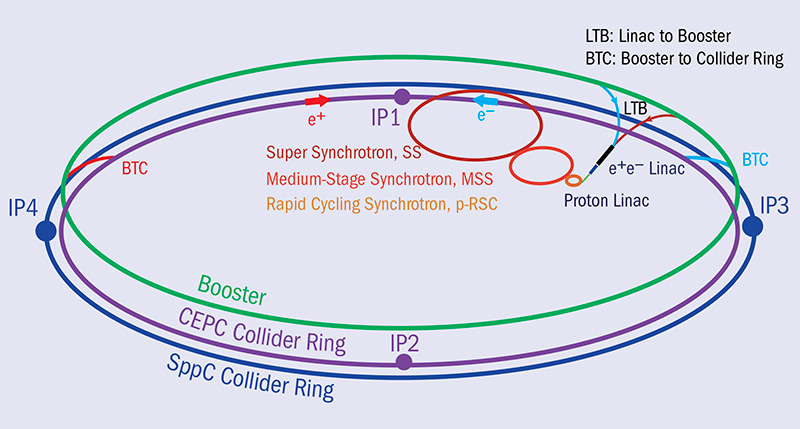 LTB: Linac to Booster
BTC: Booster to Collider Ring
LTB
IP1
e+
e−
Super Synchrotron, SS
Medium-Stage Synchrotron, MSS
Rapid Cycling Synchrotron, p-RSC
e+e− Linac
Proton Linac
BTC
BTC
IP4
IP3
Booster
CEPC Collider Ring
IP2
SppC Collider Ring